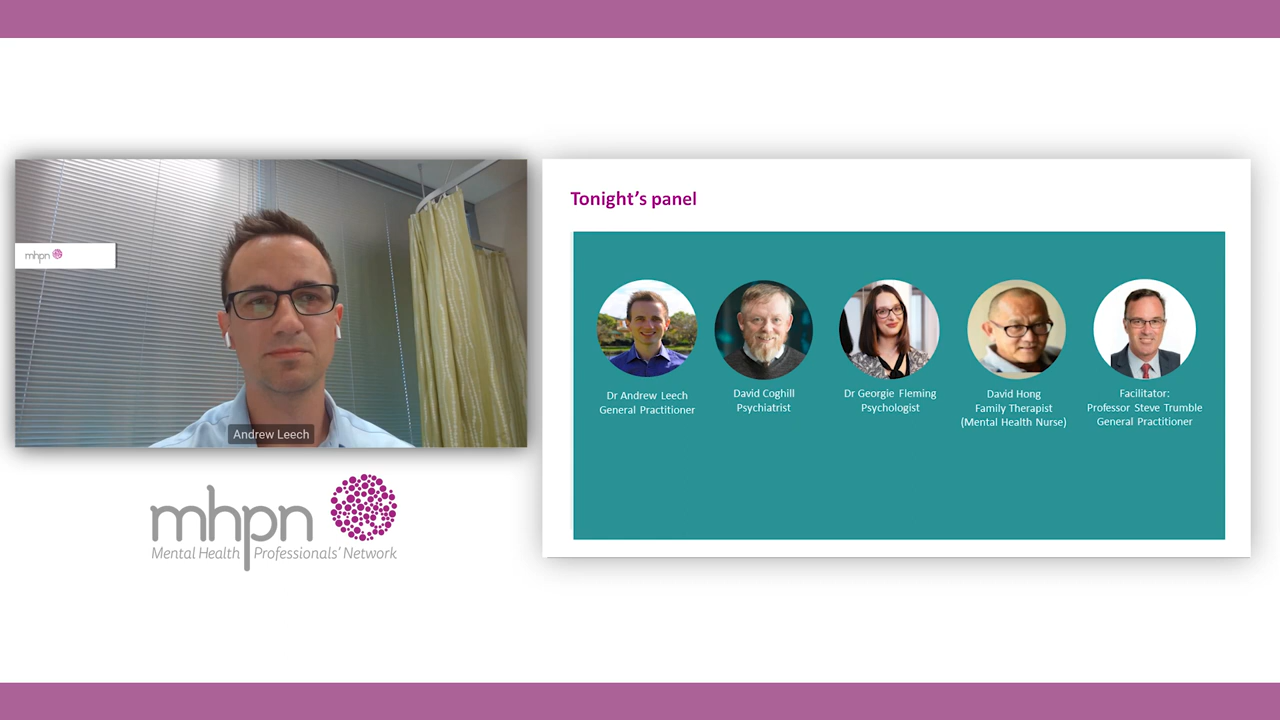 mhpn
Andrew Leech
mhpn
Mental Health Professionals' Network
Tonight's panel
Dr Andrew Leech
General Practitioner
David Coghill
Psychiatrist
Dr Georgie Fleming
Psychologist
David Hong
Family Therapist
(Mental Health Nurse)
Facilitator:
Professor Steve Trumble
General Practitioner